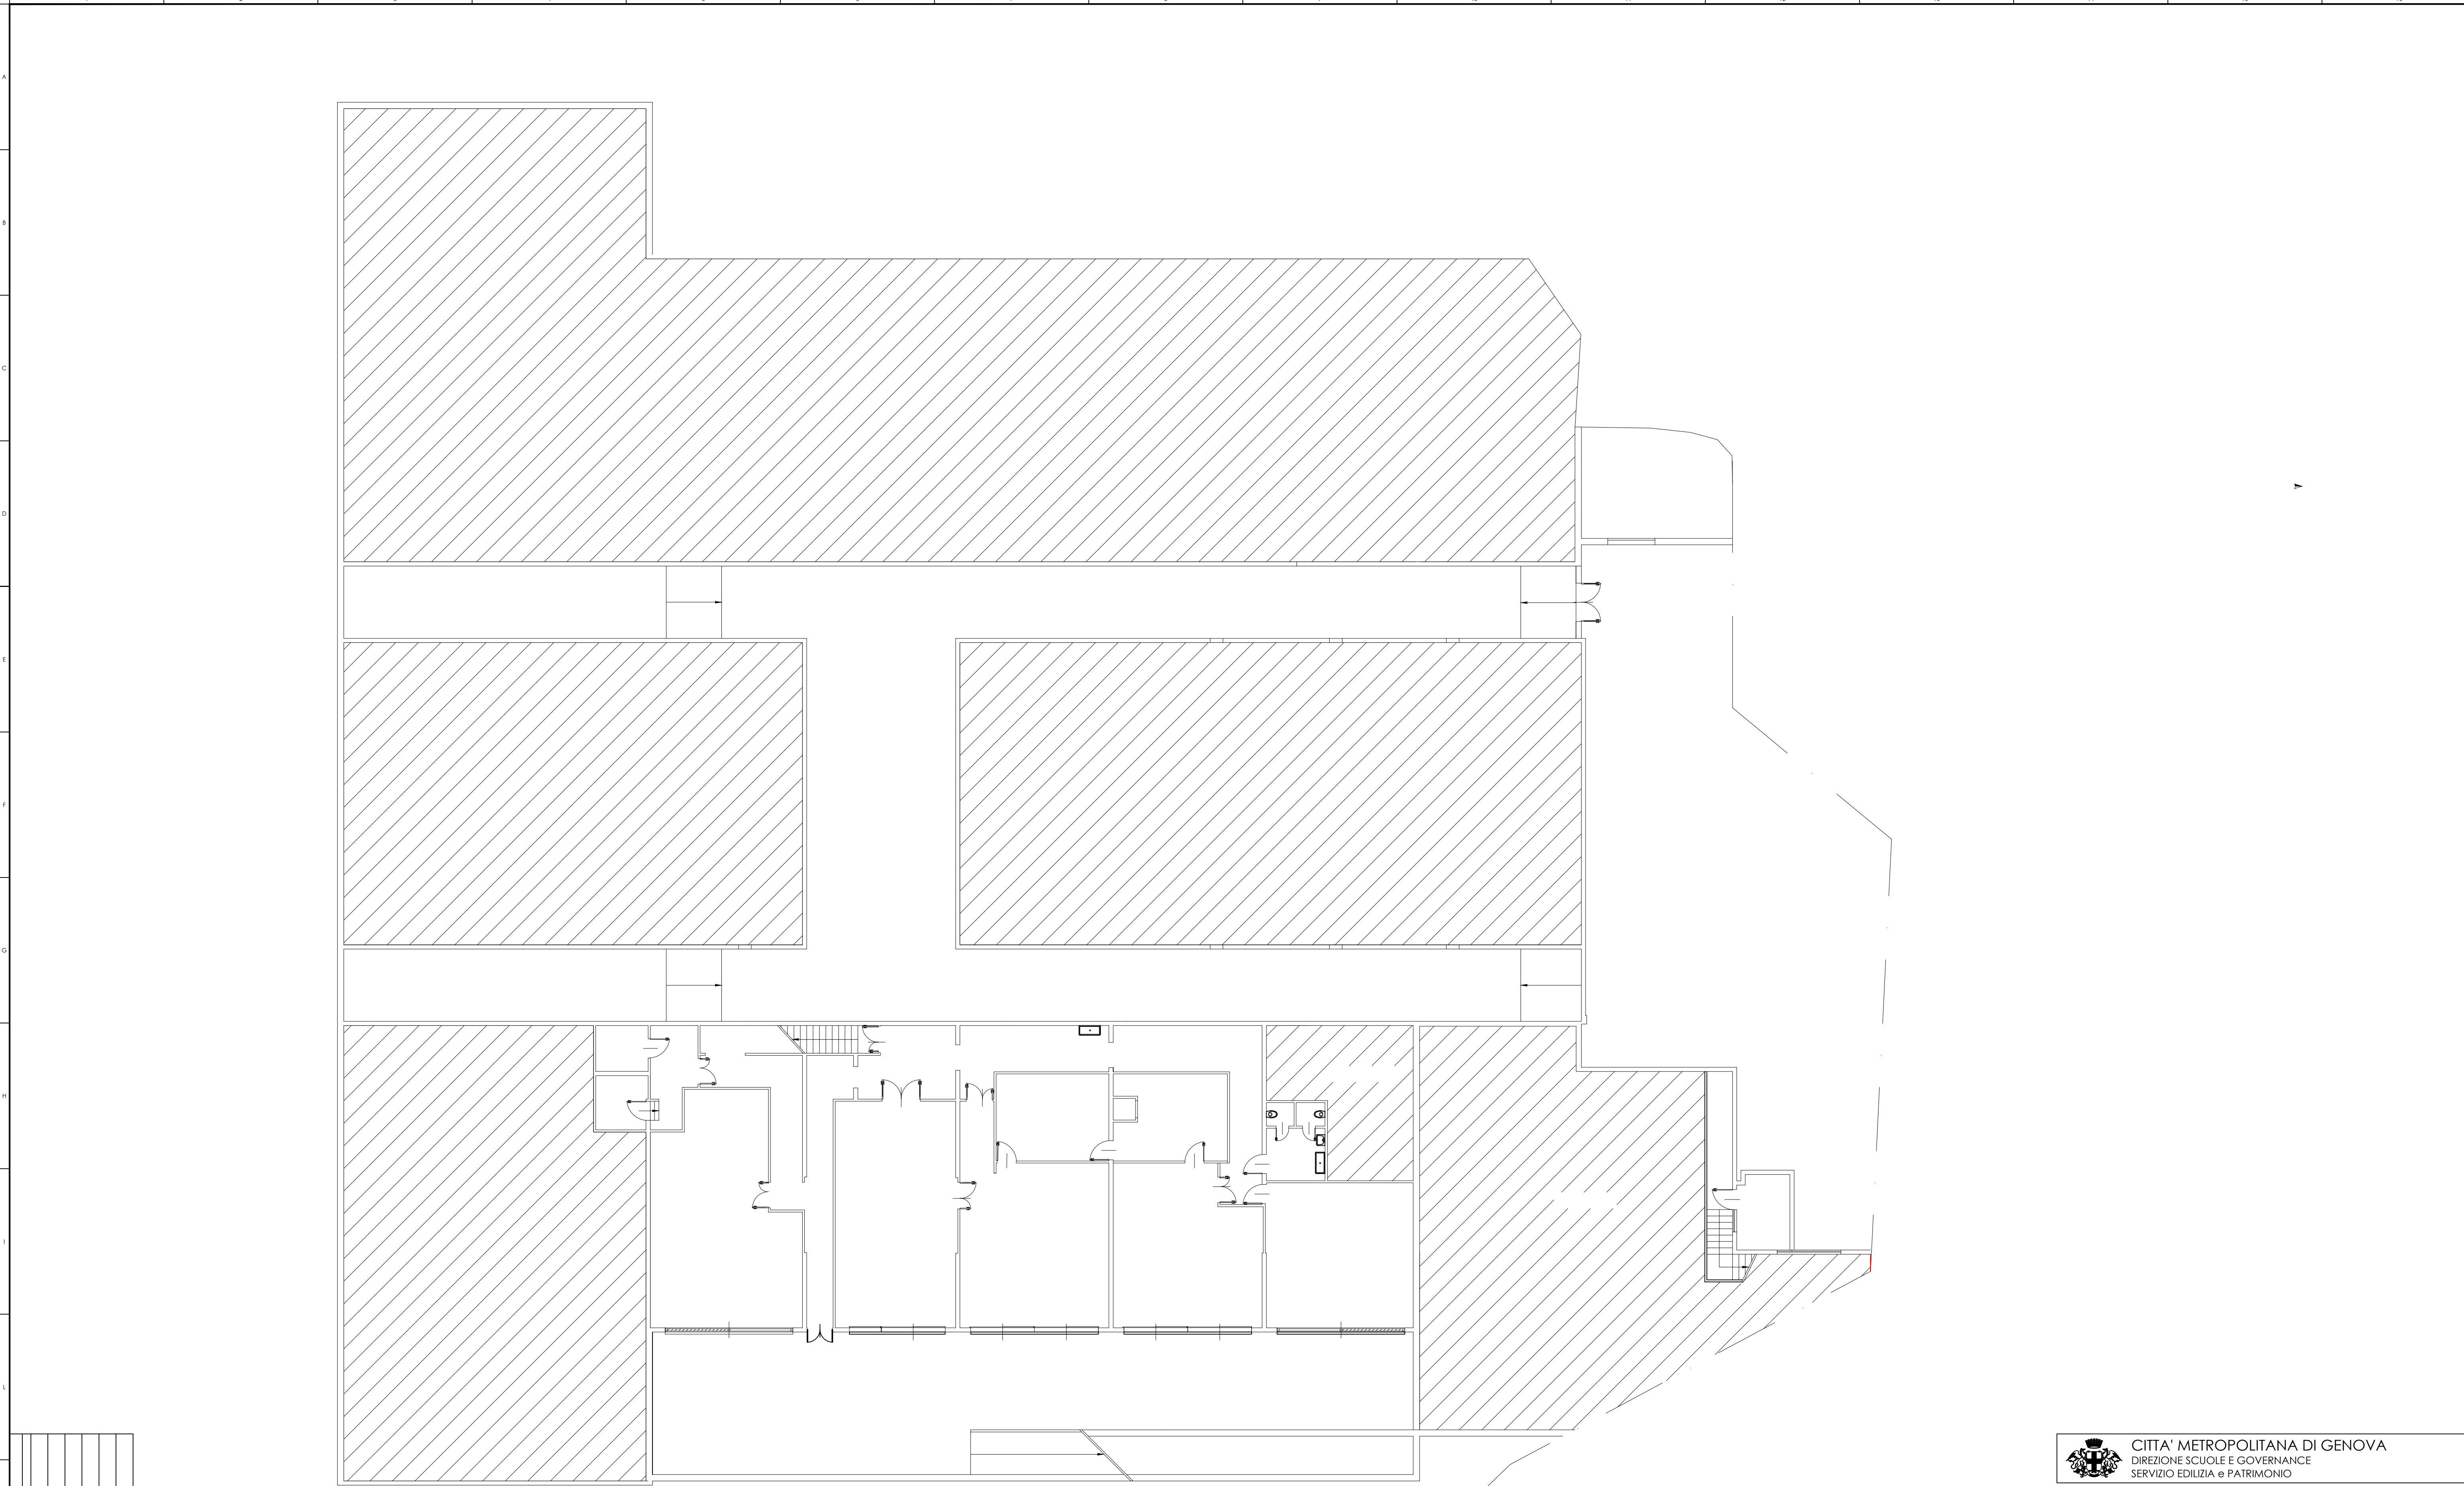 A
B
C
D
E
F
G
H
I
L
CITTA' METROPOLITANA DI GENOVA
DIREZIONE SCUOLE E GOVERNANCE
SERVIZIO EDILIZIA e PATRIMONIO